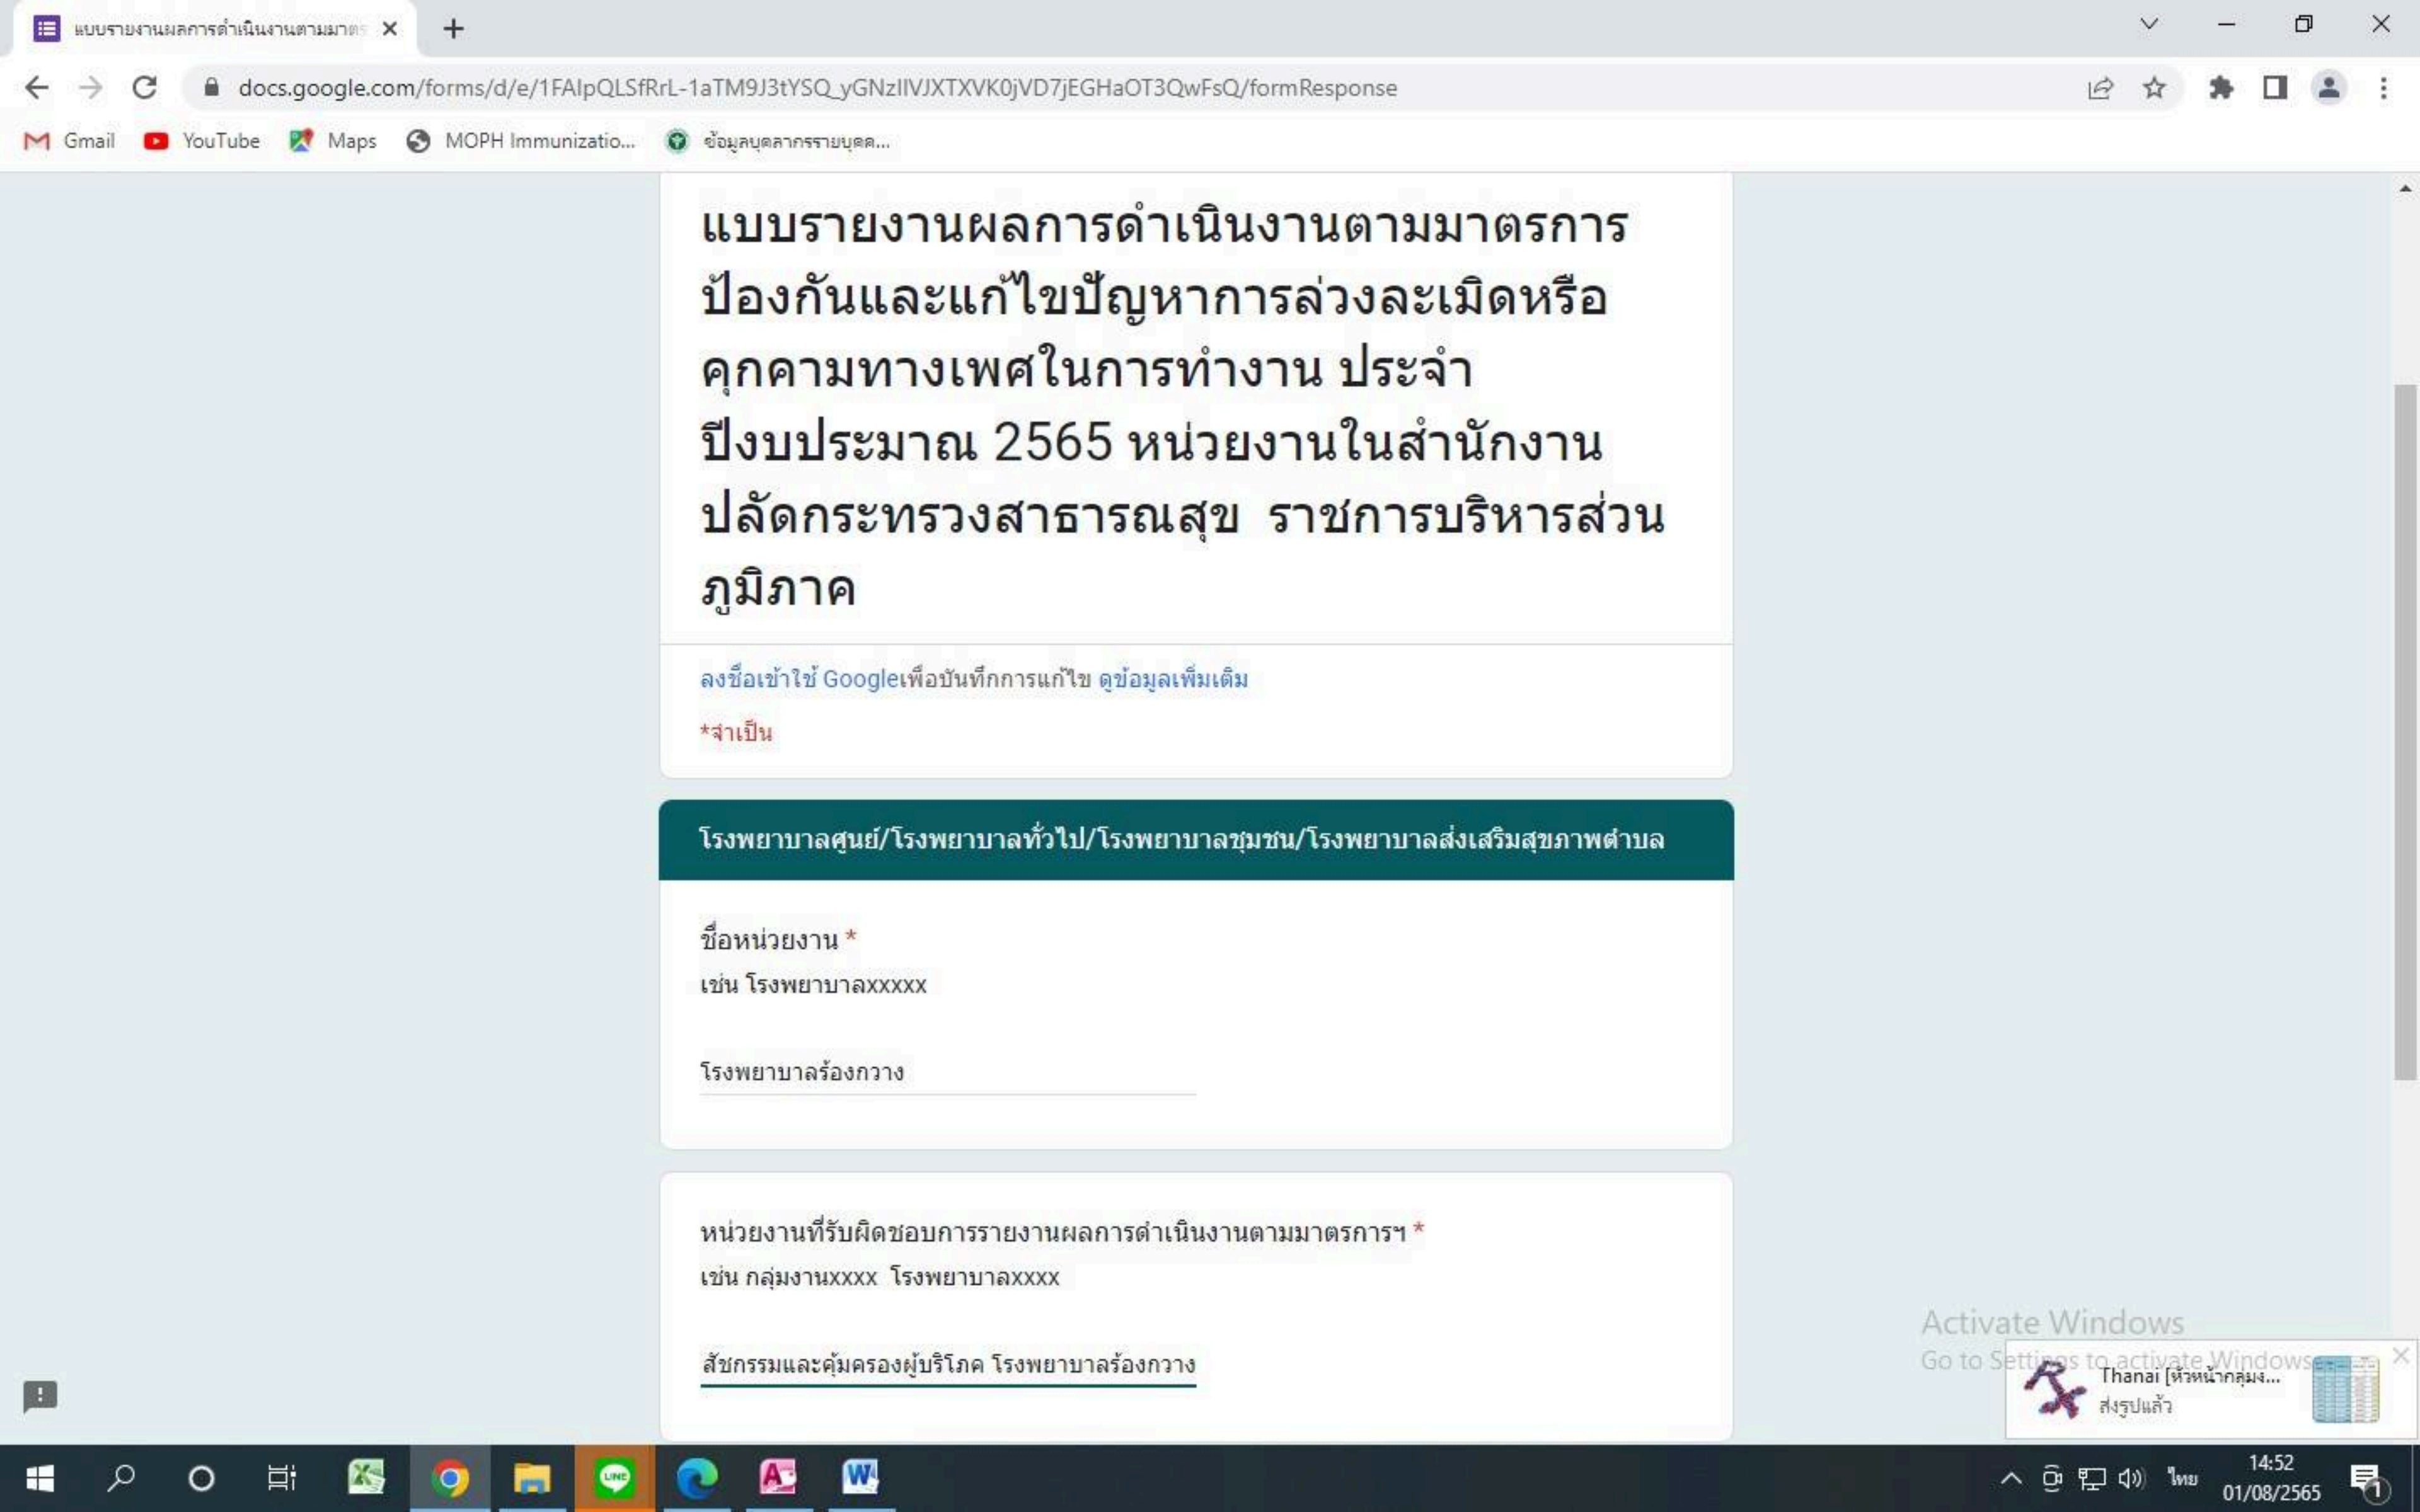 แบบรายงานผลการดำเนินงานตามมาตร
docs.google.com/forms/d/e/1FAIpQLSfRrL-1aTM9J3tYSQ_yGNzIIVJXTXVK0jVD7jEGHaOT3QwFsQ/formResponse
Gmail YouTube Maps MOPH Immunizatio... ข้อมูลบุคลากรรายบุคค...
แบบรายงานผลการดำเนินงานตามมาตรการ
ป้องกันและแก้ไขปัญหาการล่วงละเมิดหรือ
คุกคามทางเพศในการทำงาน ประจำ
ปีงบประมาณ 2565 หน่วยงานในสำนักงาน
ปลัดกระทรวงสาธารณสุข ราชการบริหารส่วน
ภูมิภาค
ลงชื่อเข้าใช้ Googleเพื่อบันทึกการแก้ไข ดูข้อมูลเพิ่มเติม
*จำเป็น
โรงพยาบาลศูนย์/โรงพยาบาลทั่วไป/โรงพยาบาลชุมชน/โรงพยาบาลส่งเสริมสุขภาพตำบล
ชื่อหน่วยงาน *
เช่น โรงพยาบาลxxxxx
โรงพยาบาลร้องกวาง
หน่วยงานที่รับผิดชอบการรายงานผลการดำเนินงานตามมาตรการฯ *
เช่น กลุ่มงานxxxx โรงพยาบาลxxxx
สัชกรรมและคุ้มครองผู้บริโภค โรงพยาบาลร้องกวาง
Activate Windows
Go to Settings to activate Windows
Thanai [หัวหน้ากลุ่มง...
ส่งรูปแล้ว
LINE
ไทย
14:52
01/08/2565
1